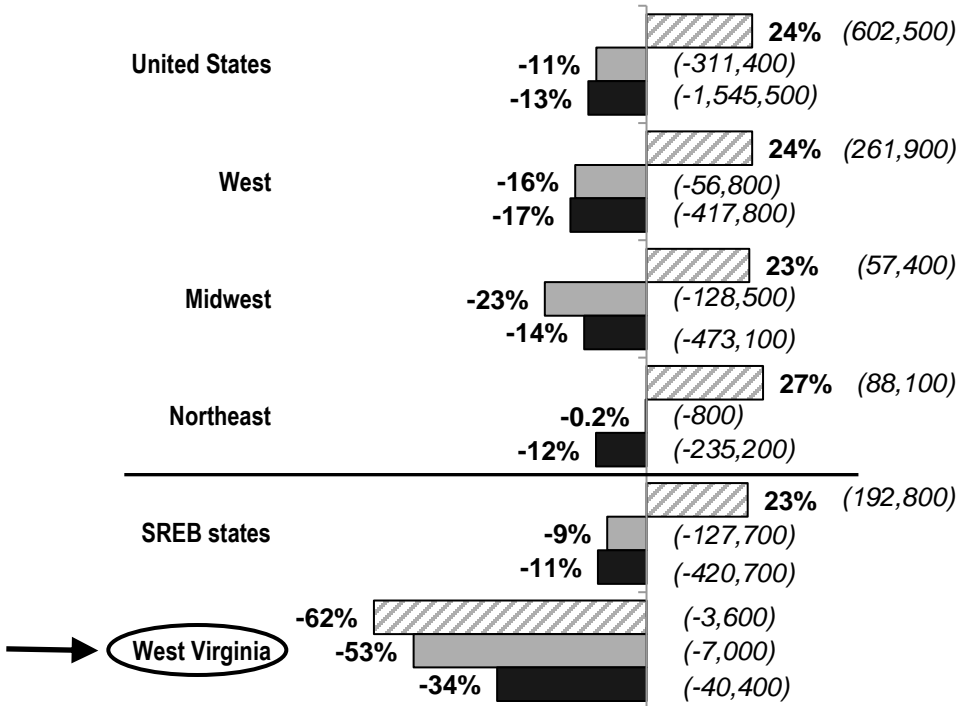 24% (602,500)
United States -11% (-311,400)
-13% (-1,545,500)
24% (261,900)
West -16% (-56,800)
-17% (-417,800)
23% (57,400)
Midwest -23% (-128,500)
-14% (-473,100)
27% (88,100)
Northeast -0.2% (-800)
-12% (-235,200)
23% (192,800)
SREB states -9% (-127,700)
-11% (-420,700)
-62% (-3,600)
West Virginia -53% (-7,000)
-34% (-40,400)